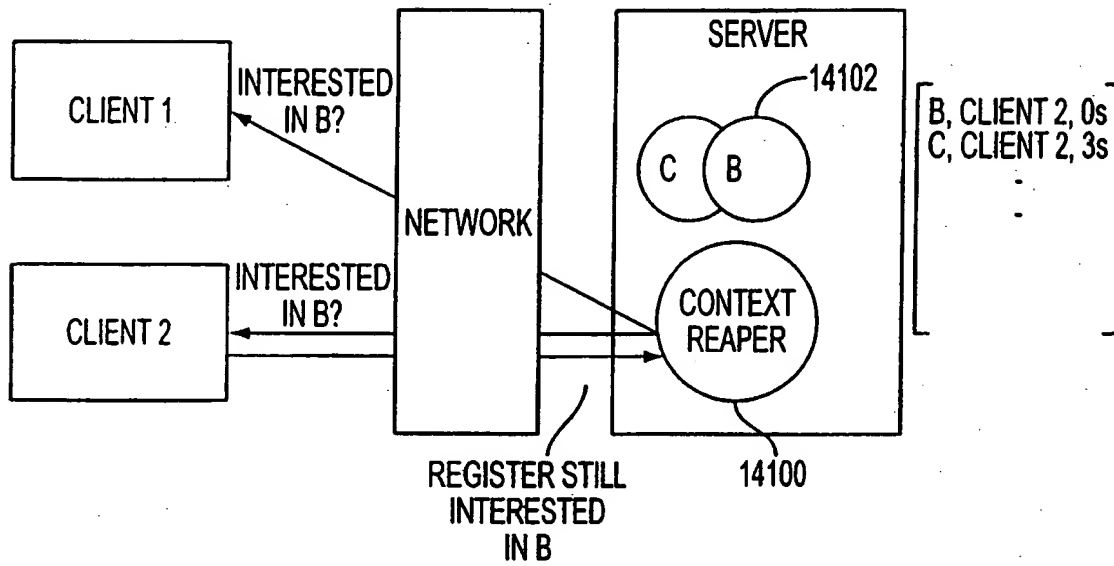 CLIENT 1
INTERESTED
IN B?
NETWORK
CLIENT 2
INTERESTED
IN B?
REGISTER STILL
INTERESTED
IN B
SERVER
14102
C
B
CONTEXT
REAPER
14100
B, CLIENT 2, 0s
C, CLIENT 2, 3s